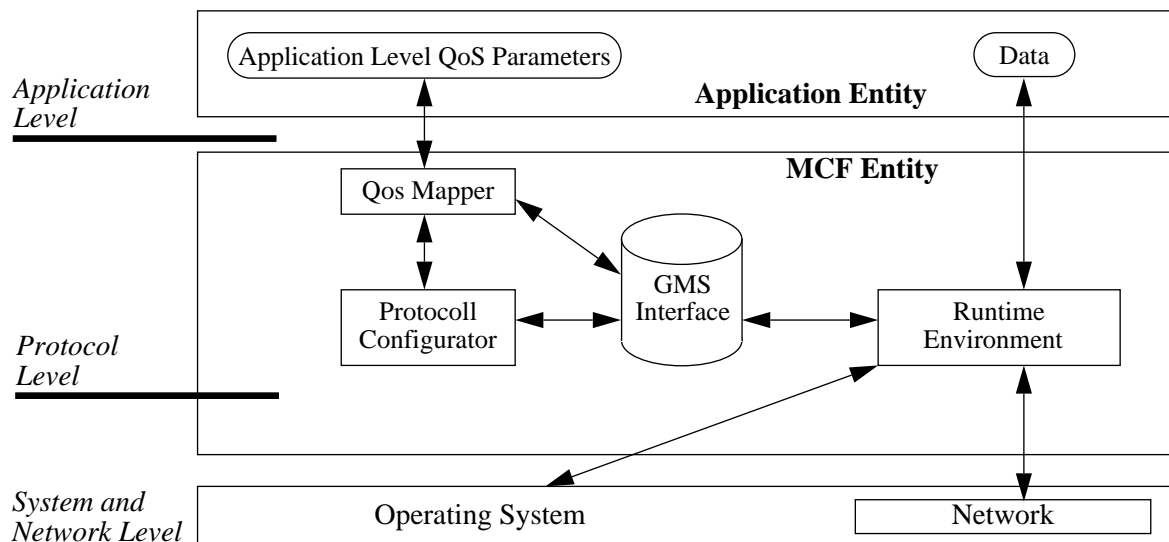 Application Level QoS Parameters
Data
Application
Level
Application Entity
MCF Entity
Qos Mapper
GMS
Interface
Protocoll
Configurator
Runtime
Environment
Protocol
Level
System and
Network Level
Operating System
Network